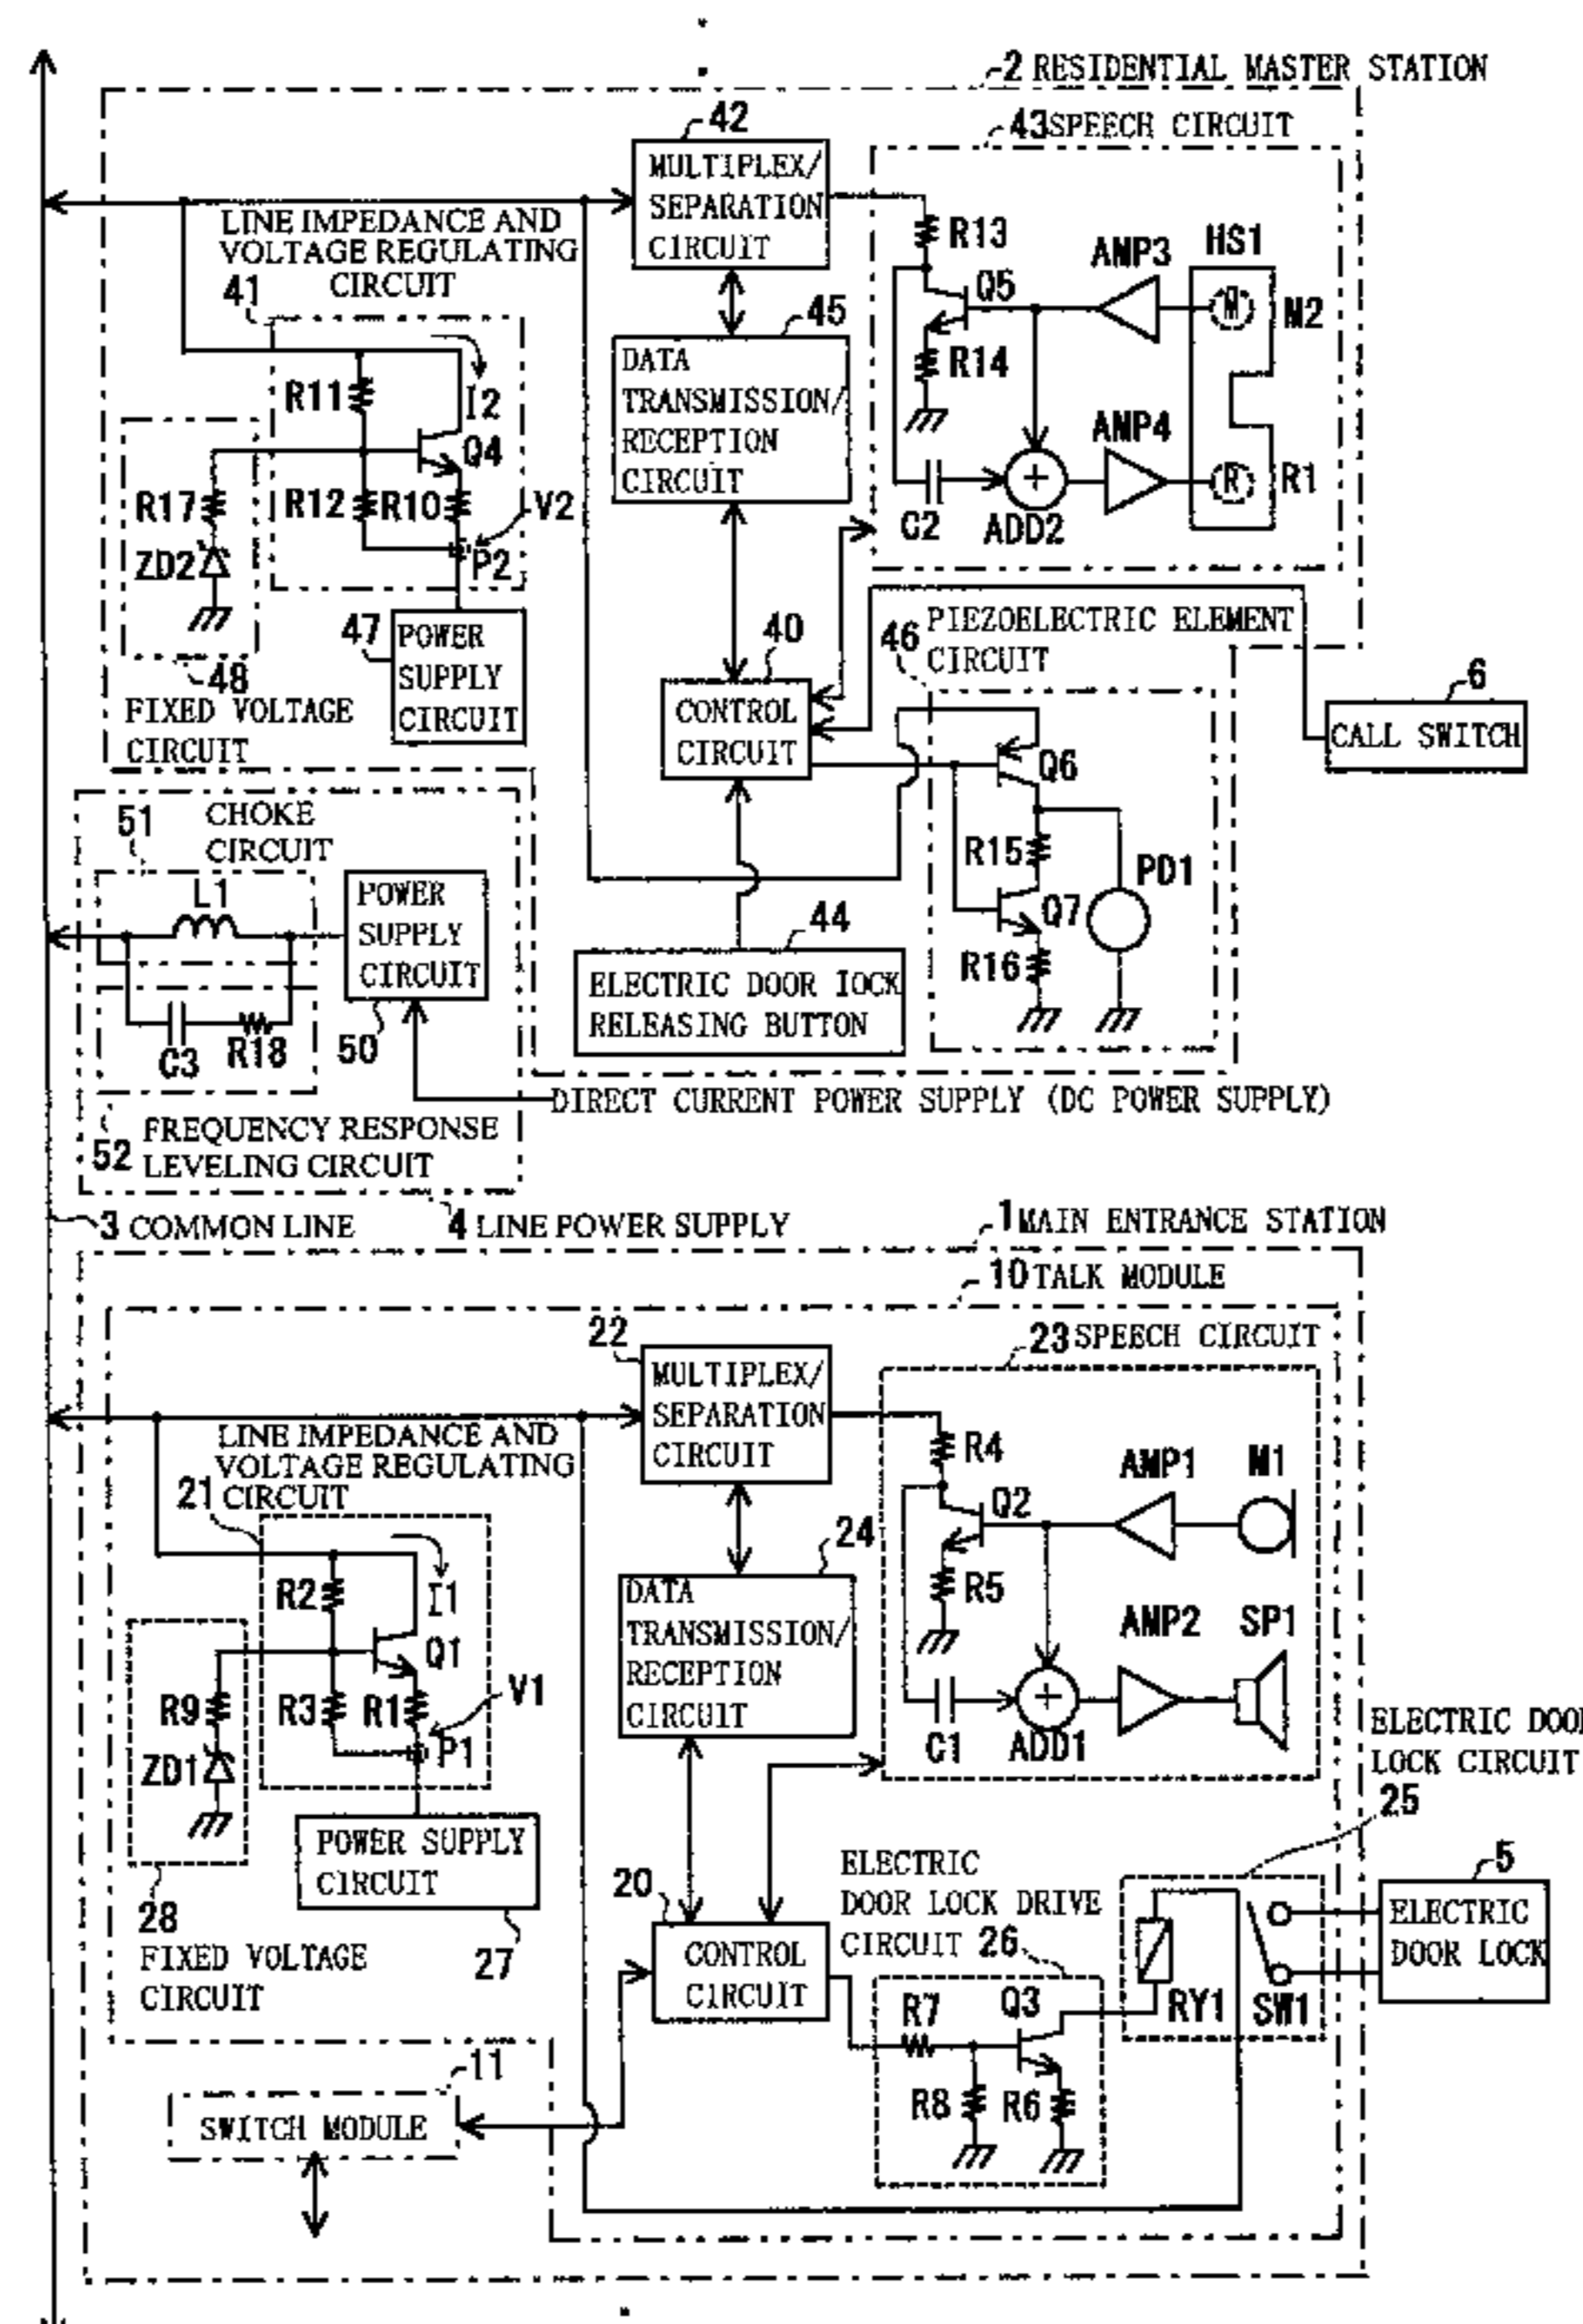 2 RESIDENTIAL MASTER STATION
42
43 SPEECH CIRCUIT
MULTIPLEX/
SEPARATION
CIRCUIT
LINE IMPEDANCE AND
VOLTAGE REGULATING
CIRCUIT
41
R13
Q5
AMP3
HS1
M
M2
R14
45
DATA
TRANSMISSION/
RECEPTION
CIRCUIT
R11
I2
Q4
R17
R12
R10
V2
ZD2
P2
C2
ADD2
AMP4
R
R1
48
FIXED VOLTAGE
CIRCUIT
47
POWER
SUPPLY
CIRCUIT
40
CONTROL
CIRCUIT
46
PIEZOELECTRIC ELEMENT
CIRCUIT
6
CALL SWITCH
Q6
R15
PD1
Q7
R16
51
CHOKE
CIRCUIT
L1
POWER
SUPPLY
CIRCUIT
50
44
ELECTRIC DOOR IOCK
RELEASING BUTTON
C3
R18
DIRECT CURRENT POWER SUPPLY (DC POWER SUPPLY)
52
FREQUENCY RESPONSE
LEVELING CIRCUIT
3 COMMON LINE
4 LINE POWER SUPPLY
1 MAIN ENTRANCE STATION
10 TALK MODULE
22
23 SPEECH CIRCUIT
MULTIPLEX/
SEPARATION
CIRCUIT
LINE IMPEDANCE AND
VOLTAGE REGULATING
CIRCUIT
21
R4
Q2
AMP1
M1
R5
24
DATA
TRANSMISSION/
RECEPTION
CIRCUIT
R2
I1
Q1
R9
R3
R1
V1
ZD1
P1
C1
ADD1
AMP2
SP1
ELECTRIC DOOR
LOCK CIRCUIT
25
28
FIXED VOLTAGE
CIRCUIT
POWER SUPPLY
CIRCUIT
27
20
CONTROL
CIRCUIT
ELECTRIC
DOOR LOCK DRIVE
CIRCUIT 26
RY1
SW1
5
ELECTRIC
DOOR LOCK
R7
Q3
R8
R6
11
SWITCH MODULE